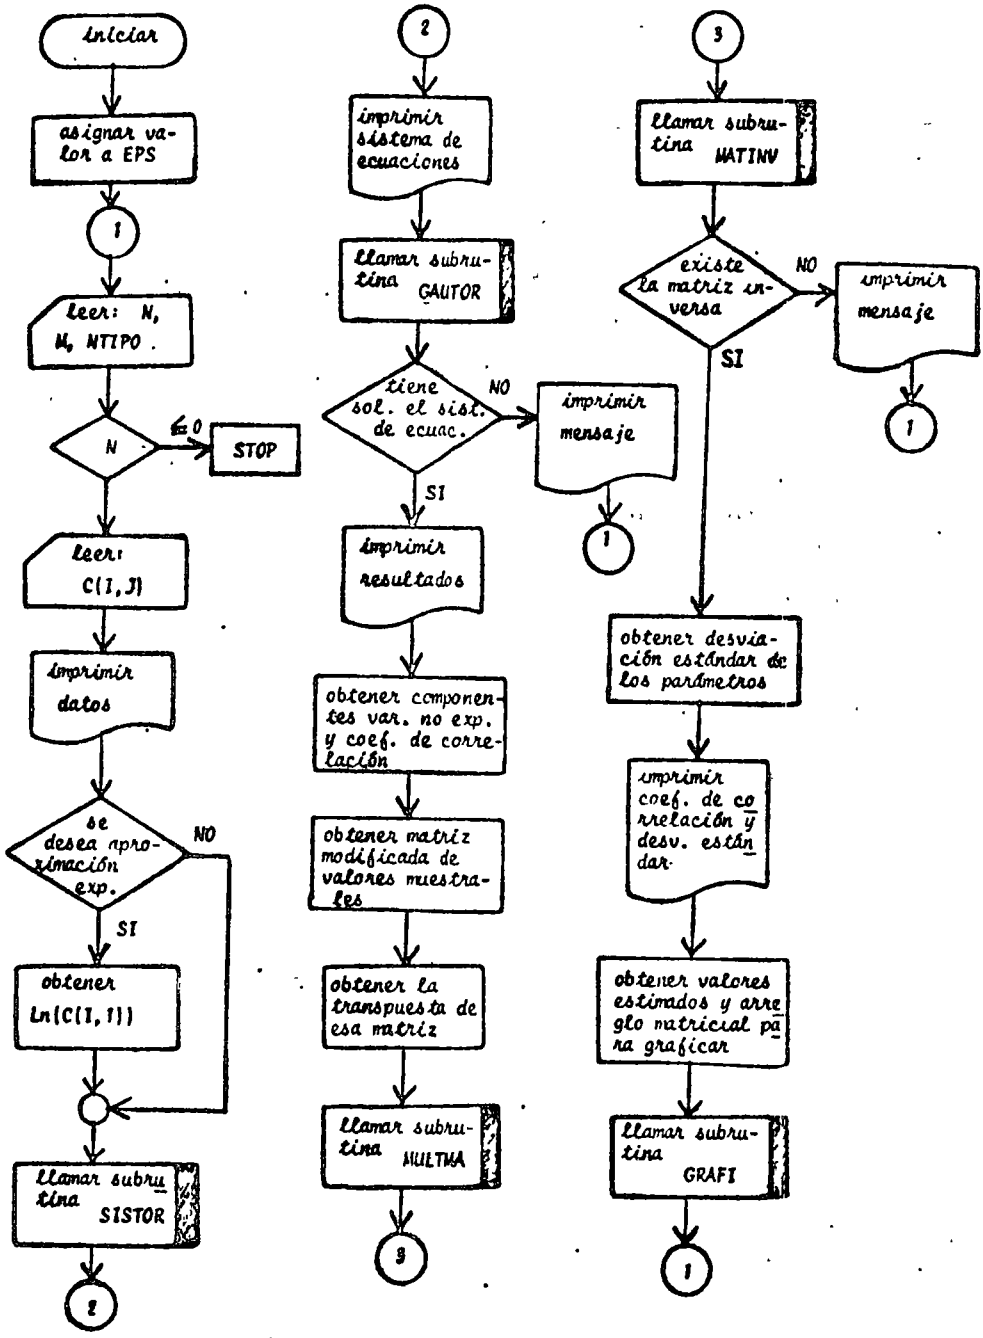 iniciar
asignar va-
lor a EPS
1
leer: N,
M, NTIPO.
N
≤ 0
STOP
leer:
C(I,J)
imprimir
datos
se
desea apro-
ximación
exp.
NO
SI
obtener
Ln(C(I,1))
llamar subru
tina
SISTOR
2
2
imprimir
sistema de
ecuaciones
llamar subru-
tina
GAUTOR
tiene
sol. el sist.
de ecuac.
NO
imprimir
mensaje
1
SI
imprimir
resultados
obtener componen-
tes var. no exp.
y coef. de corre-
lación
obtener matriz
modificada de
valores muestra-
les
obtener la
transpuesta de
esa matriz
llamar subru-
tina
MULTMA
3
3
llamar subru-
tina
MATINV
existe
la matriz in-
versa
NO
imprimir
mensaje
1
SI
obtener desvia-
ción estándar de
los parámetros
imprimir
coef. de co
rrelación y
desv. están
dar.
obtener valores
estimados y arre
glo matricial pa
ra graficar
llamar subru-
tina
GRAFI
1